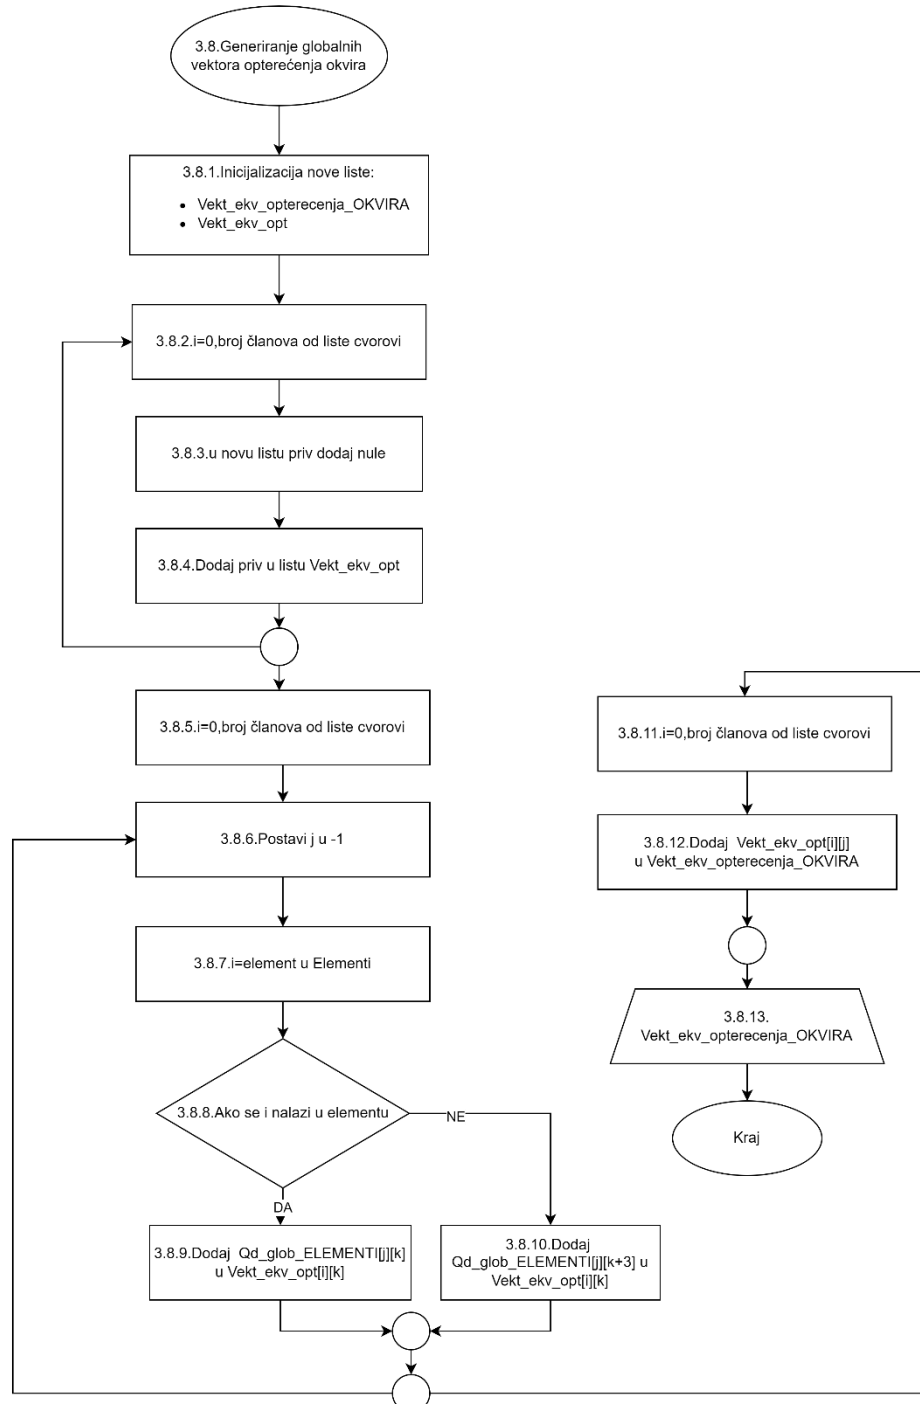 3.8.Generiranje globalnih
vektora opterećenja okvira
3.8.1.Inicijalizacija nove liste:
• Vekt_ekv_opterecenja_OKVIRA
• Vekt_ekv_opt
3.8.2.i=0,broj članova od liste cvorovi
3.8.3.u novu listu priv dodaj nule
3.8.4.Dodaj priv u listu Vekt_ekv_opt
3.8.5.i=0,broj članova od liste cvorovi
3.8.6.Postavi j u -1
3.8.7.i=element u Elementi
3.8.8.Ako se i nalazi u elementu
NE
DA
3.8.9.Dodaj Qd_glob_ELEMENTI[j][k]
u Vekt_ekv_opt[i][k]
3.8.10.Dodaj
Qd_glob_ELEMENTI[j][k+3] u
Vekt_ekv_opt[i][k]
3.8.11.i=0,broj članova od liste cvorovi
3.8.12.Dodaj Vekt_ekv_opt[i][j]
u Vekt_ekv_opterecenja_OKVIRA
3.8.13.
Vekt_ekv_opterecenja_OKVIRA
Kraj